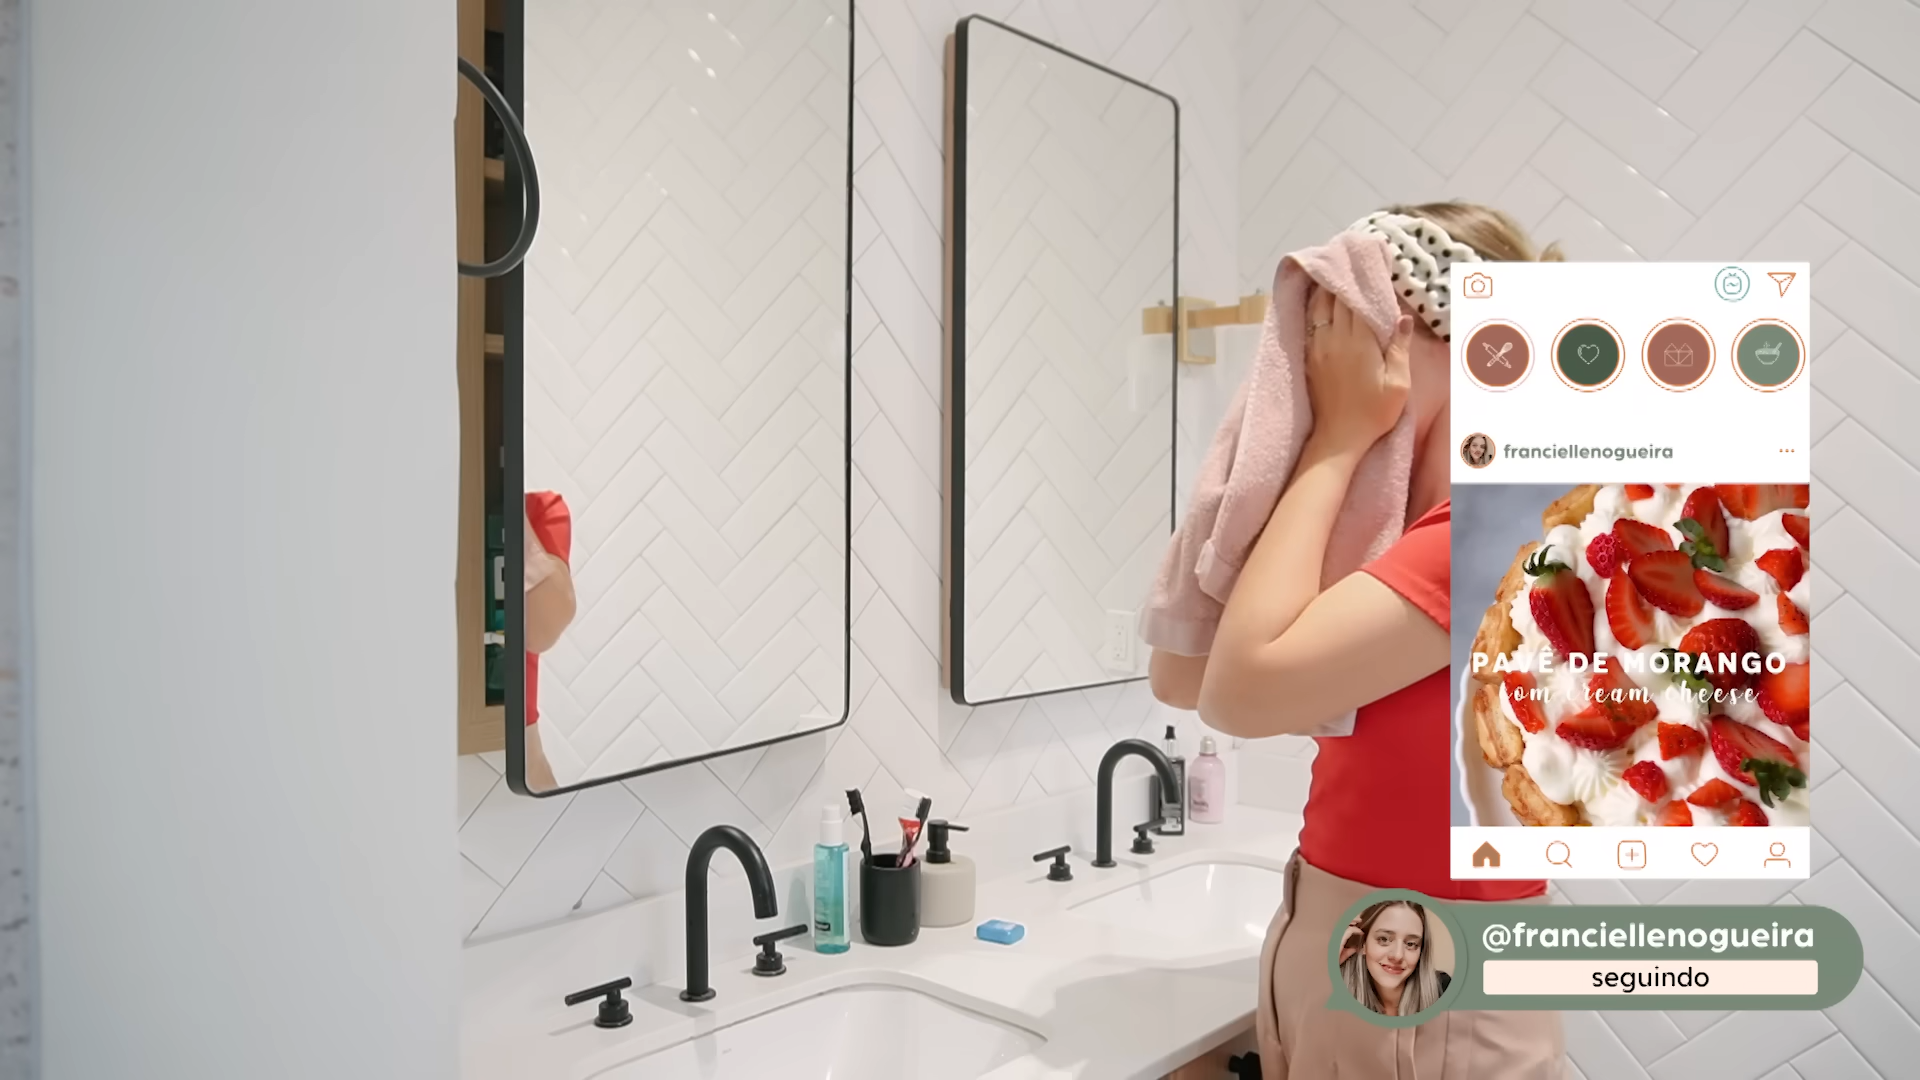 franciellenogueira
PAVÊ DE MORANGO
com cream cheese
@franciellenogueira
seguindo